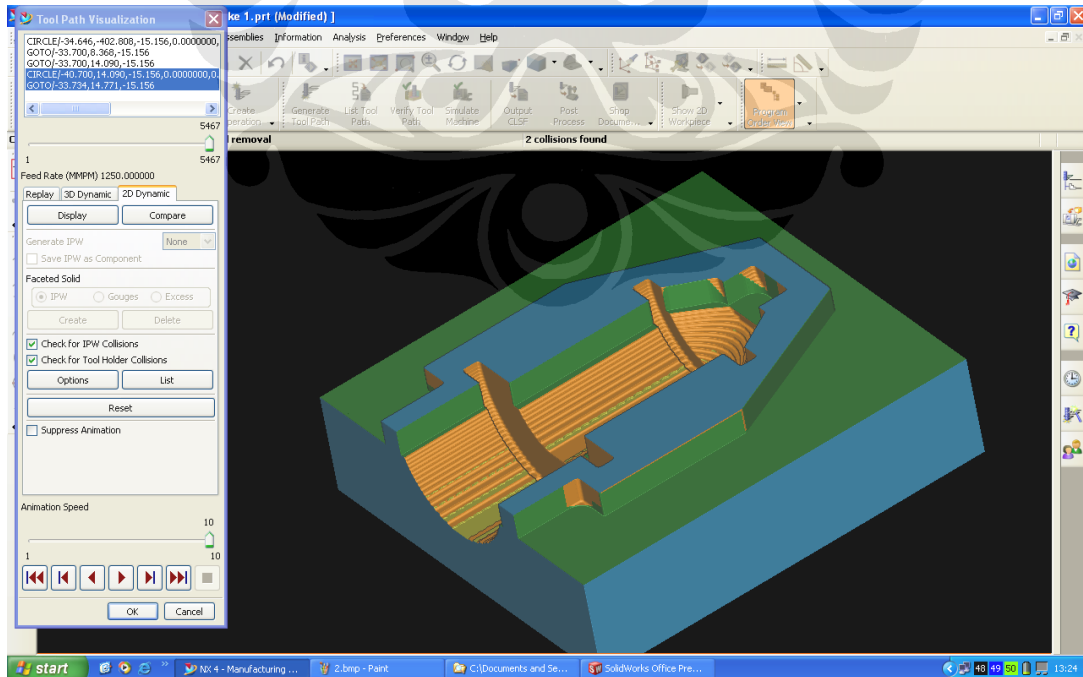 Tool Path Visualization
ke 1.prt (Modified) ]
ssemblies Information Analysis Preferences Window Help
CIRCLE/-34.646,-402.808,-15.156,0.0000000,
GOTO/-33.700,8.368,-15.156
GOTO/-33.700,14.090,-15.156
CIRCLE/-40.700,14.090,-15.156,0.0000000,0.
GOTO/-33.734,14.771,-15.156
Create
peration
Generate
Tool Path
List Tool
Path
Verify Tool
Path
Simulate
Machine
Output
CLSF
Post
Process
Shop
Docume...
Show 2D
Workpiece
Program
Order View
l removal
2 collisions found
5467
1 5467
Feed Rate (MMPM) 1250.000000
Replay 3D Dynamic 2D Dynamic
Display Compare
Generate IPW None
Save IPW as Component
Faceted Solid
IPW Gouges Excess
Create Delete
Check for IPW Collisions
Check for Tool Holder Collisions
Options List
Reset
Suppress Animation
Animation Speed
10
1 10
OK Cancel
start
NX 4 - Manufacturing ...
2.bmp - Paint
C:\Documents and Se...
SolidWorks Office Pre...
48 49 50
13:24